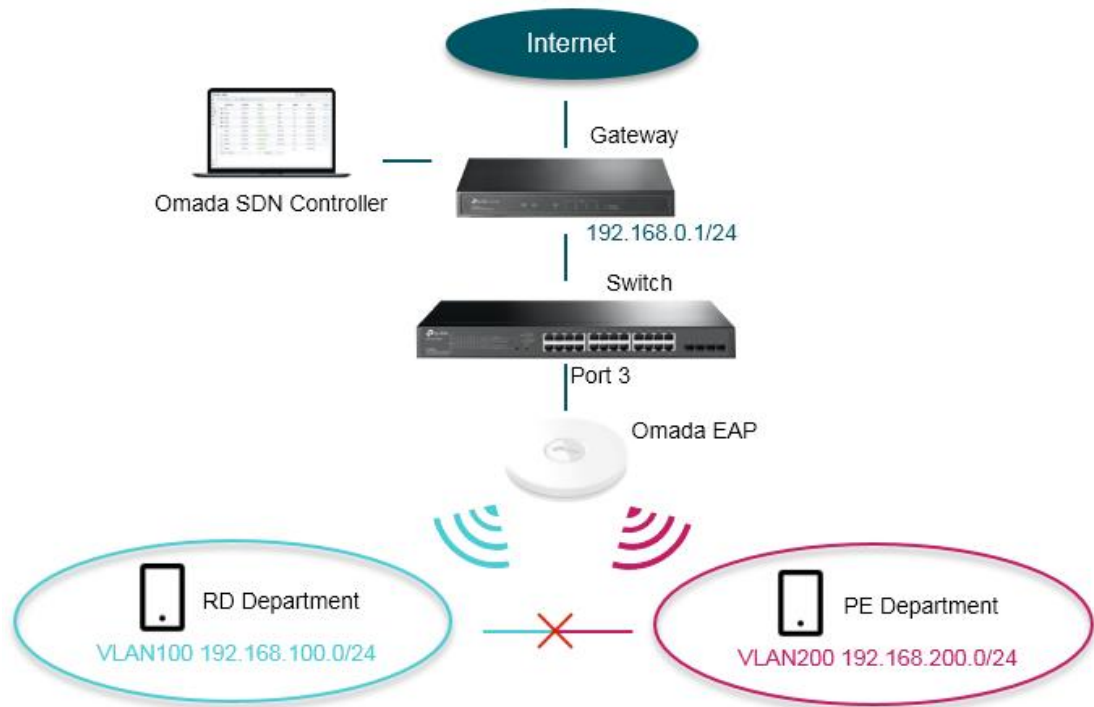 Internet
Gateway
Omada SDN Controller
192.168.0.1/24
Switch
Port 3
Omada EAP
RD Department
VLAN100 192.168.100.0/24
PE Department
VLAN200 192.168.200.0/24